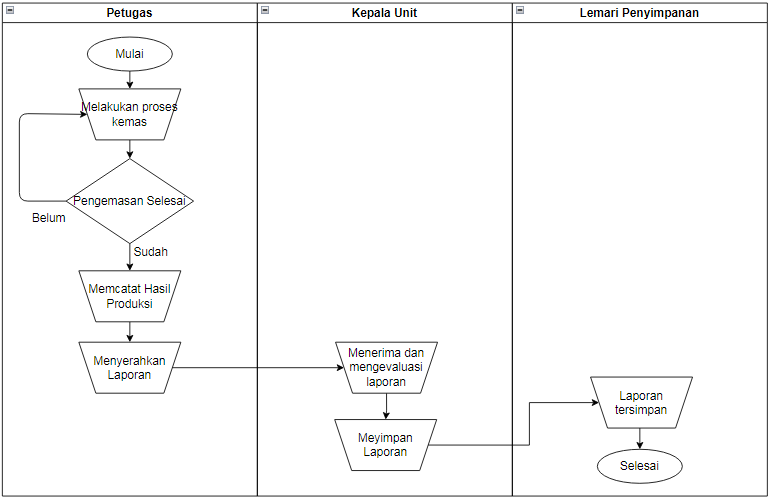 Petugas
Kepala Unit
Lemari Penyimpanan
Mulai
Melakukan proses
kemas
Pengemasan Selesai
Belum
Sudah
Memcatat Hasil
Produksi
Menyerahkan
Laporan
Menerima dan
mengevaluasi
laporan
Meyimpan
Laporan
Laporan
tersimpan
Selesai